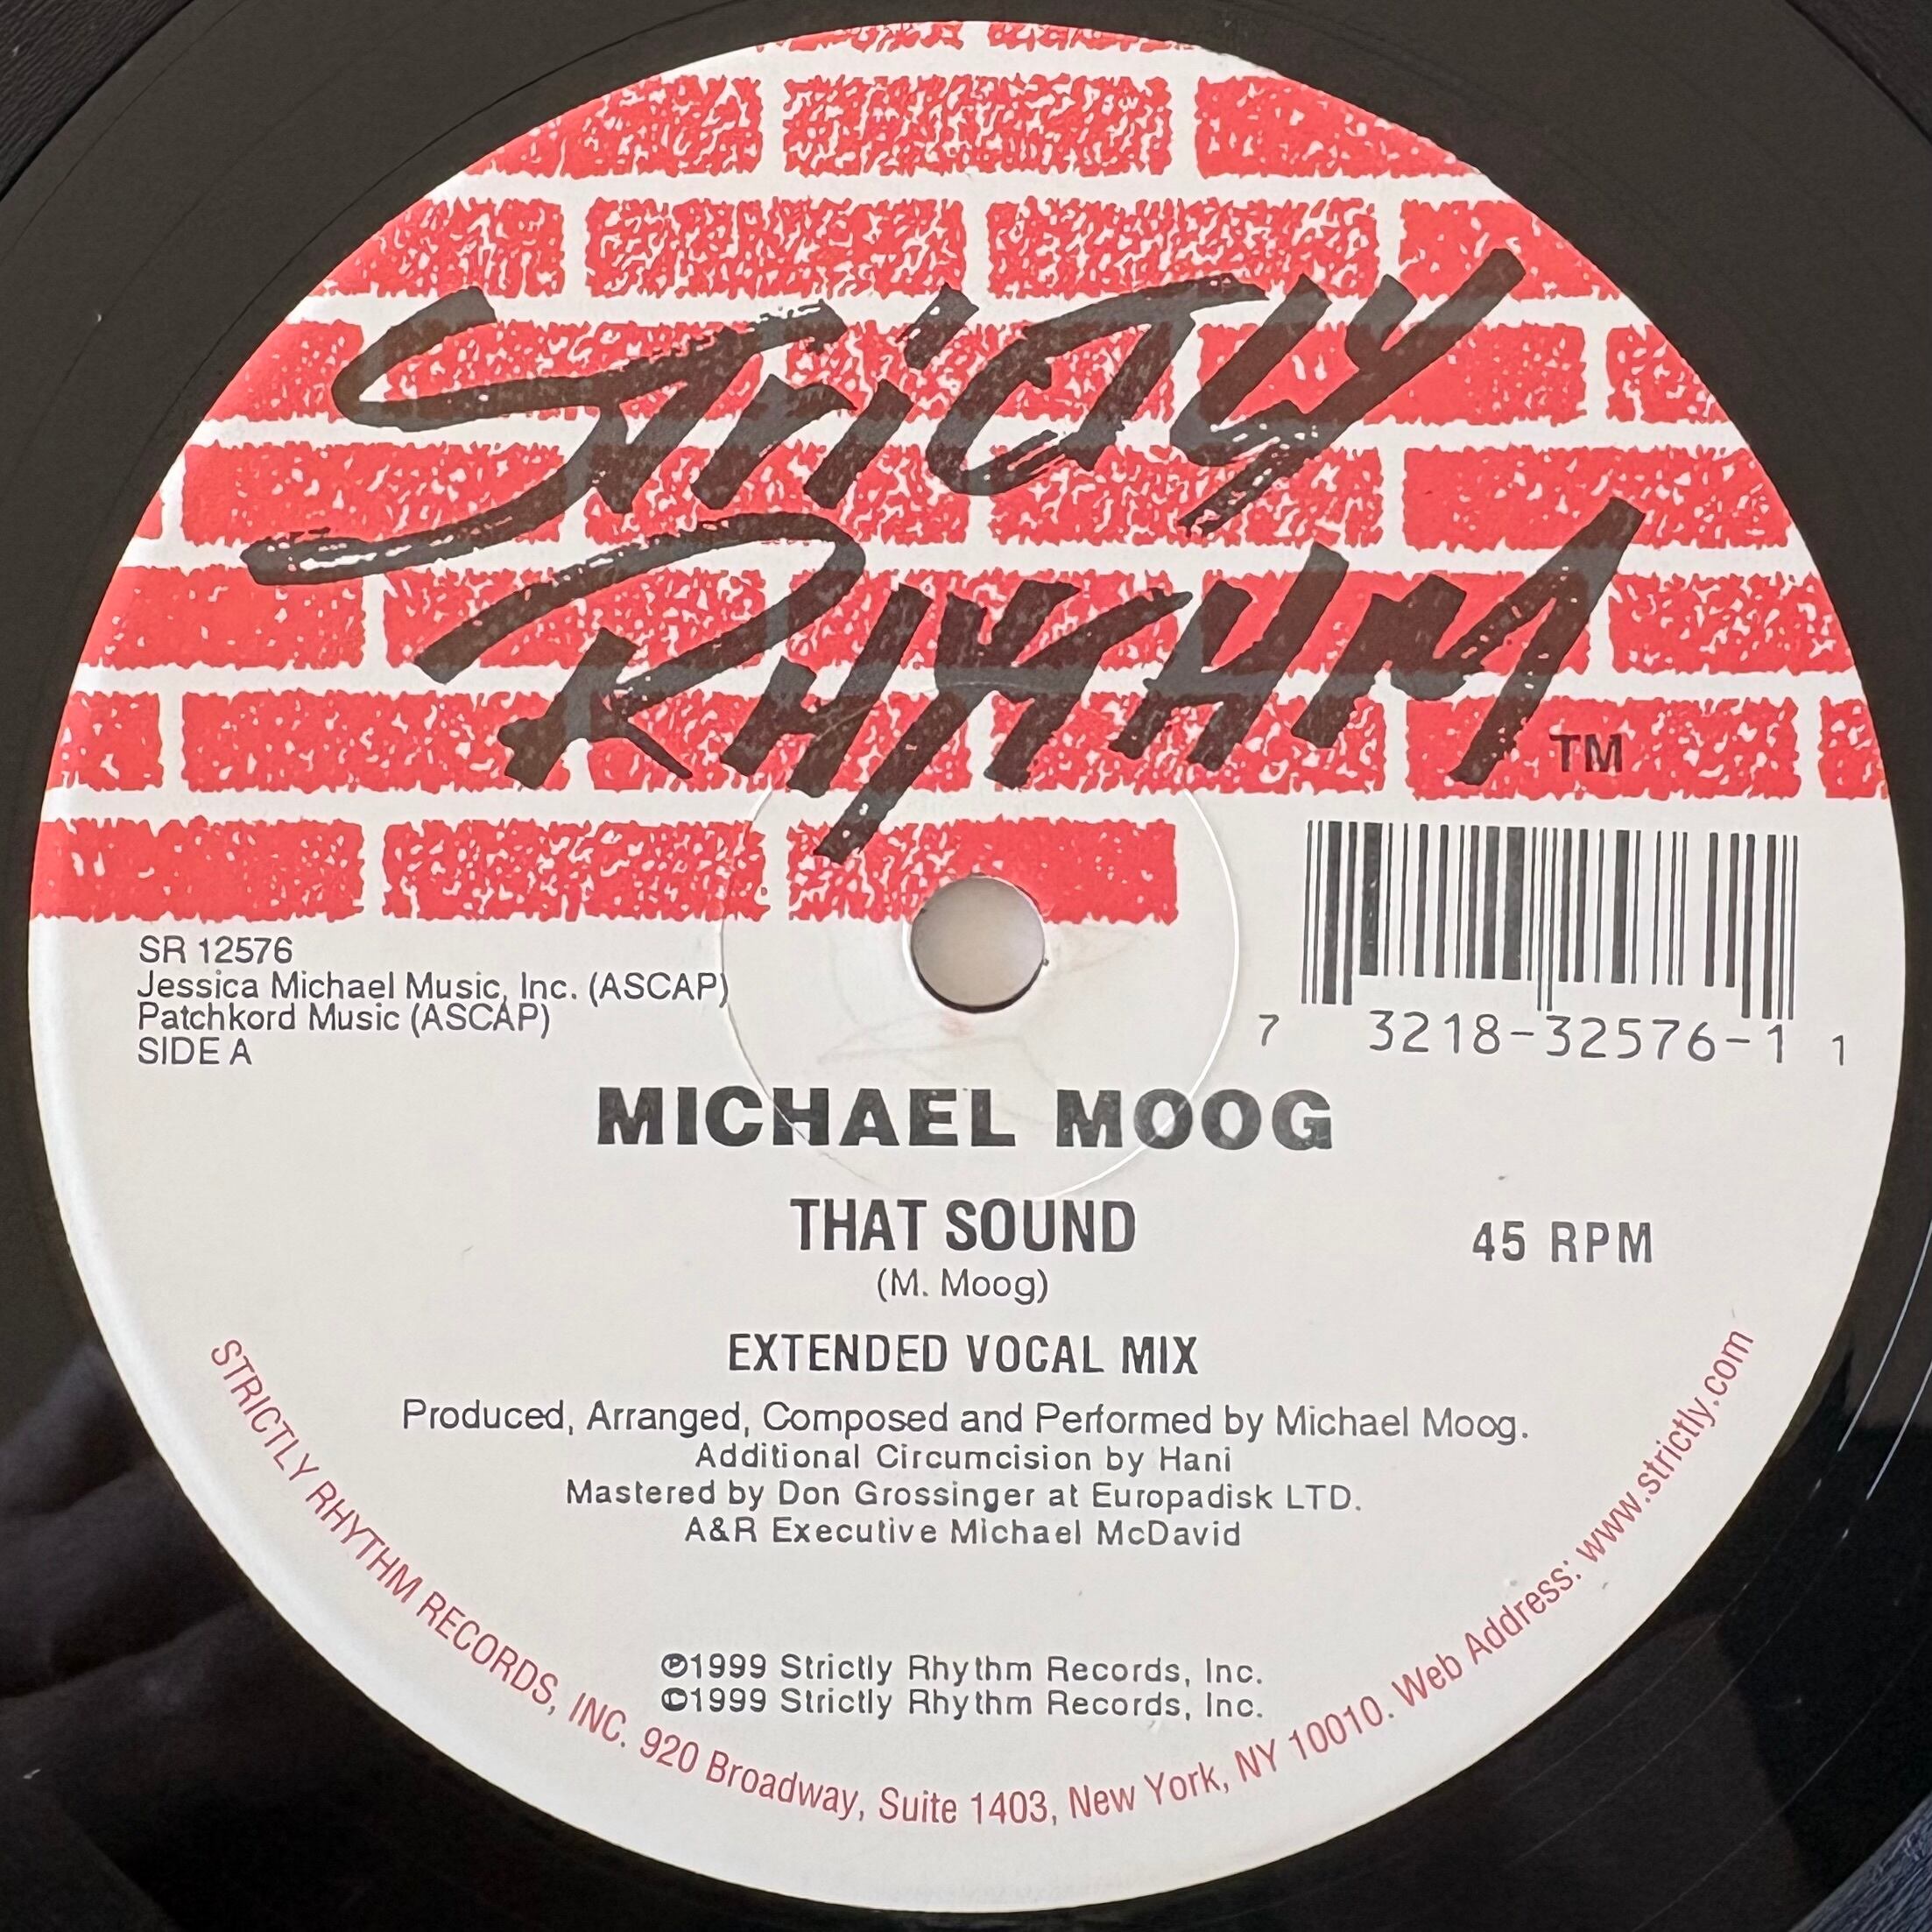 Strictly
Rhythm
TM
SR 12576
Jessica Michael Music, Inc. (ASCAP)
Patchkord Music (ASCAP)
SIDE A
7 3218-32576-1 1
MICHAEL MOOG
THAT SOUND
45 RPM
(M. Moog)
EXTENDED VOCAL MIX
Produced, Arranged, Composed and Performed by Michael Moog.
Additional Circumcision by Hani
Mastered by Don Grossinger at Europadisk LTD.
A&R Executive Michael McDavid
℗1999 Strictly Rhythm Records, Inc.
©1999 Strictly Rhythm Records, Inc.
STRICTLY RHYTHM RECORDS, INC. 920 Broadway, Suite 1403, New York, NY 10010. Web Address: www.strictly.com